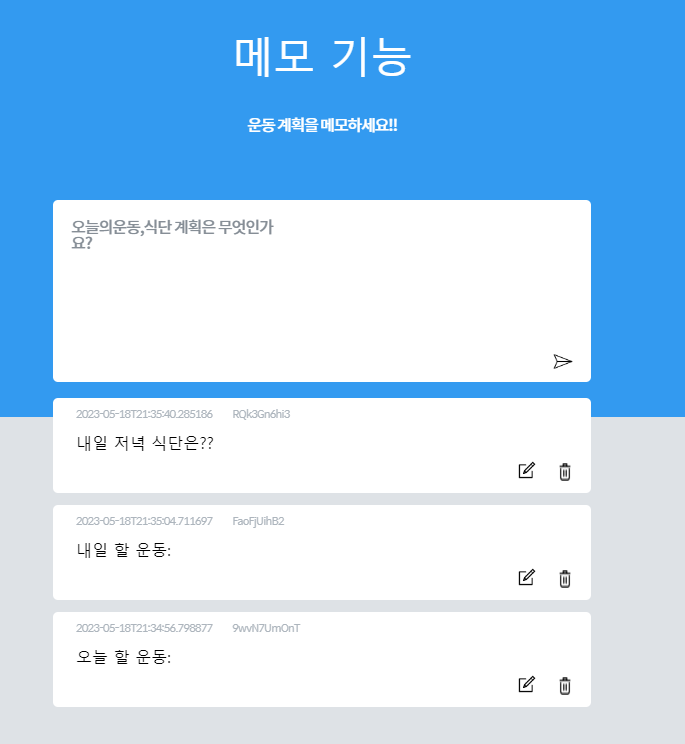 메모 기능
운동 계획을 메모하세요!!
오늘의운동,식단 계획은 무엇인가
요?
2023-05-18T21:35:40.285186 RQk3Gn6hi3
내일 저녁 식단은??
2023-05-18T21:35:04.711697 FaoFjUihB2
내일 할 운동:
2023-05-18T21:34:56.798877 9wvN7UmOnT
오늘 할 운동: